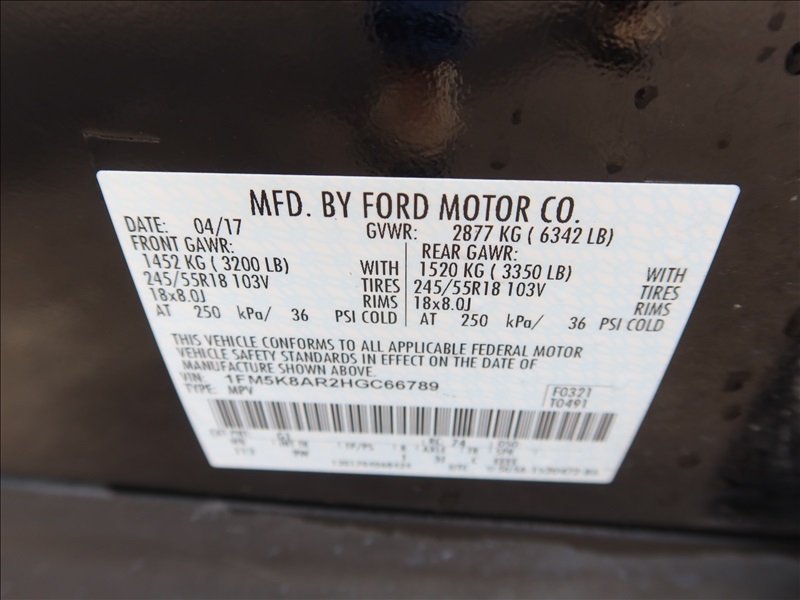 MFD. BY FORD MOTOR CO.
DATE: 04/17 GVWR: 2877 KG ( 6342 LB)
FRONT GAWR: REAR GAWR:
1452 KG ( 3200 LB) WITH 1520 KG ( 3350 LB) WITH
245/55R18 103V TIRES 245/55R18 103V TIRES
18x8.0J RIMS 18x8.0J RIMS
AT 250 kPa/ 36 PSI COLD AT 250 kPa/ 36 PSI COLD
THIS VEHICLE CONFORMS TO ALL APPLICABLE FEDERAL MOTOR
VEHICLE SAFETY STANDARDS IN EFFECT ON THE DATE OF
MANUFACTURE SHOWN ABOVE.
VIN: 1FM5K8AR2HGC66789 F0321
TYPE: MPV T0491
G1 RC: 74 DSO: